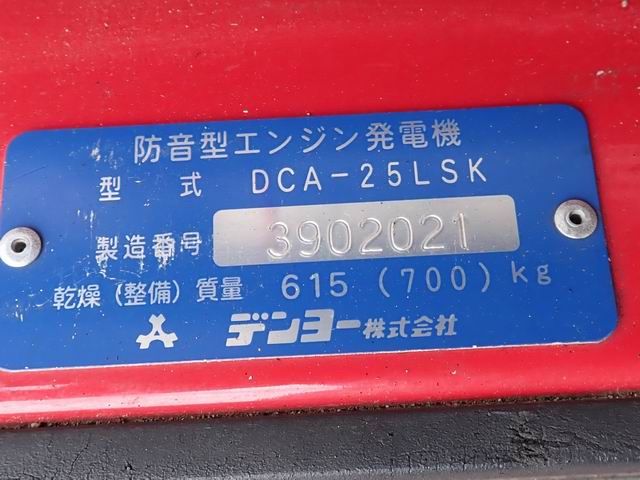 防音型エンジン発電機
型 式 DCA-25LSK
製造番号 3902021
乾燥(整備)質量 615 (700) kg
デンヨー株式会社